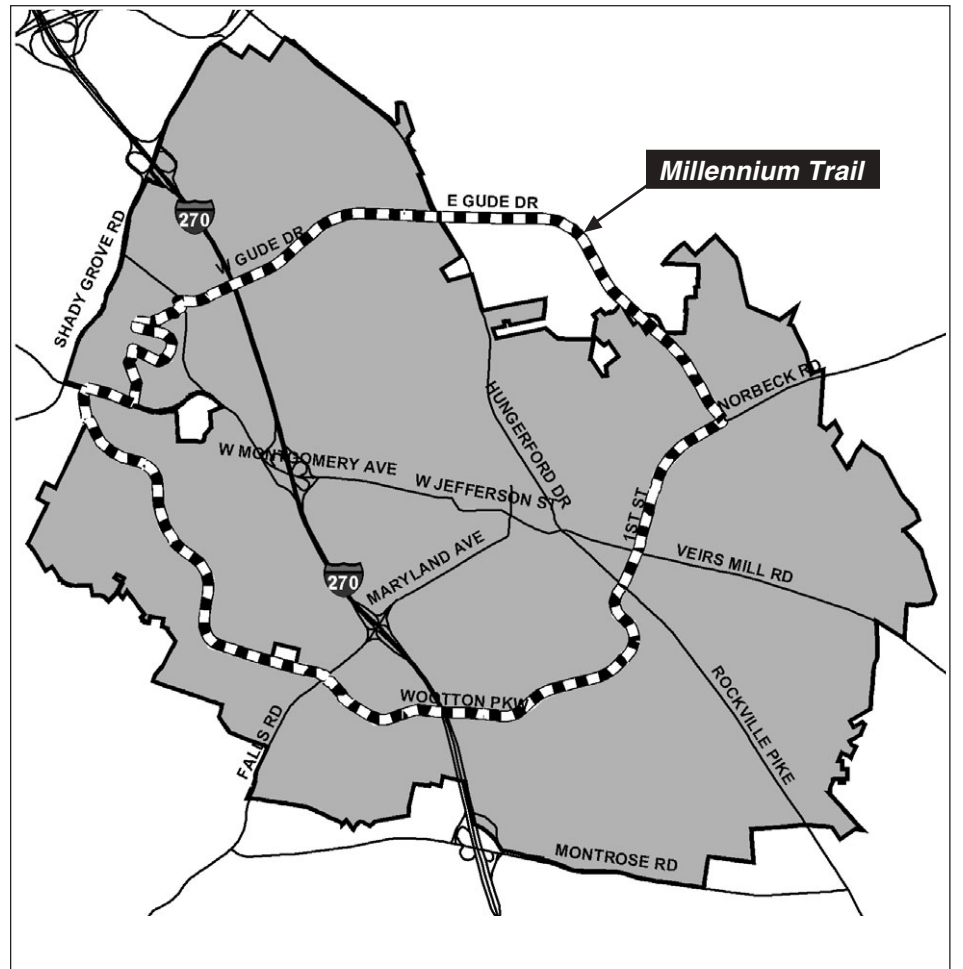 Millennium Trail
E GUDE DR
270
W GUDE DR
SHADY GROVE RD
NORBECK RD
HUNGERFORD DR
W MONTGOMERY AVE
W JEFFERSON ST
1ST ST
VEIRS MILL RD
270
MARYLAND AVE
WOOTTON PKW
ROCKVILLE PIKE
FALLS RD
MONTROSE RD